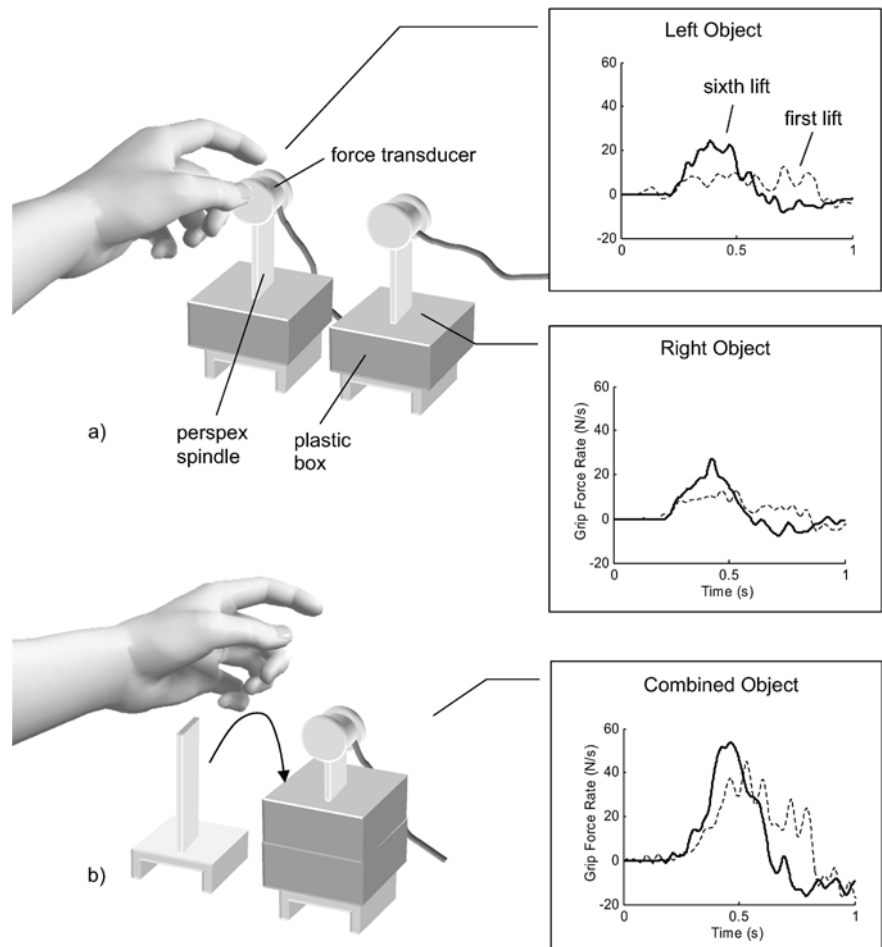 Left Object
60
40
20
0
-20
0
0.5
1
sixth lift
first lift
force transducer
a)
perspex
spindle
plastic
box
Right Object
Grip Force Rate (N/s)
60
40
20
0
-20
0
0.5
1
Time (s)
b)
Combined Object
Grip Force Rate (N/s)
60
40
20
0
-20
0
0.5
1
Time (s)